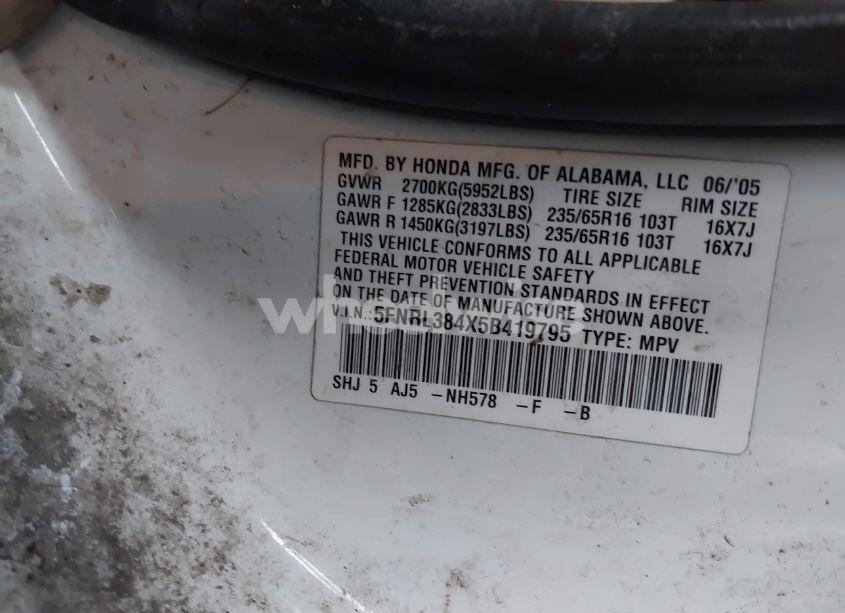 MFD. BY HONDA MFG. OF ALABAMA, LLC 06/'05
GVWR 2700KG(5952LBS) TIRE SIZE RIM SIZE
GAWR F 1285KG(2833LBS) 235/65R16 103T 16X7J
GAWR R 1450KG(3197LBS) 235/65R16 103T 16X7J
THIS VEHICLE CONFORMS TO ALL APPLICABLE
FEDERAL MOTOR VEHICLE SAFETY
AND THEFT PREVENTION STANDARDS IN EFFECT
ON THE DATE OF MANUFACTURE SHOWN ABOVE.
V.I.N.:5FNRL384X5B419795 TYPE: MPV
SHJ 5 AJ5 -NH578 -F -B